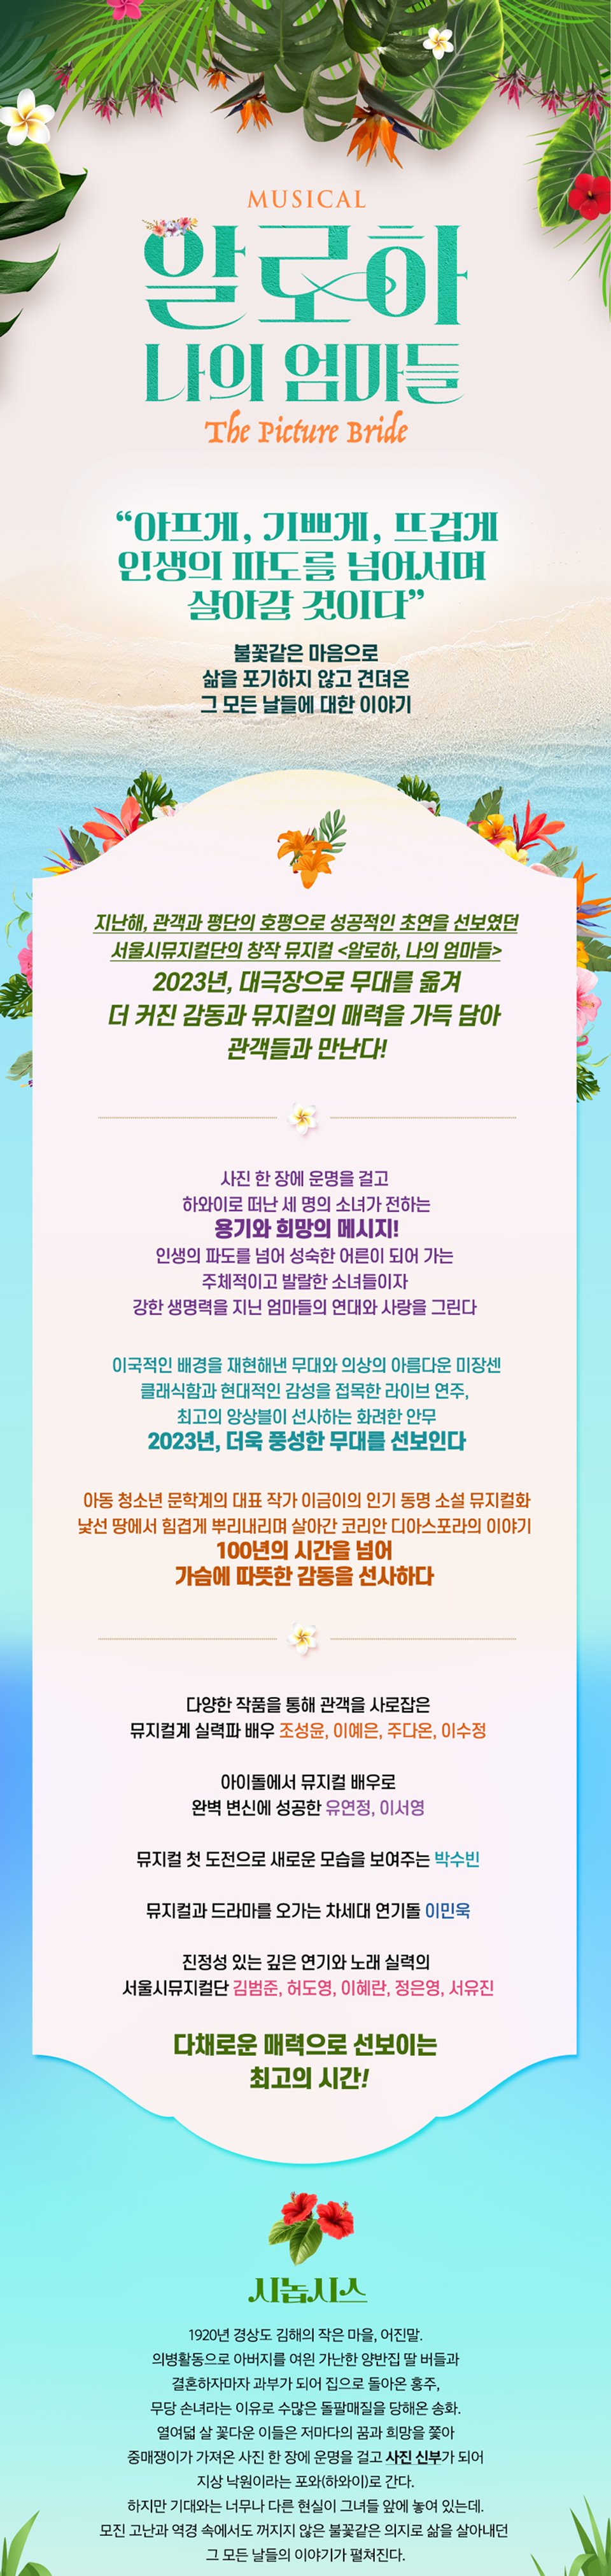 MUSICAL
알로하
나의 엄마들
The Picture Bride
“아프게, 기쁘게, 뜨겁게
인생의 파도를 넘어서며
살아갈 것이다”
불꽃같은 마음으로
삶을 포기하지 않고 견뎌온
그 모든 날들에 대한 이야기
지난해, 관객과 평단의 호평으로 성공적인 초연을 선보였던
서울시뮤지컬단의 창작 뮤지컬 <알로하, 나의 엄마들>
2023년, 대극장으로 무대를 옮겨
더 커진 감동과 뮤지컬의 매력을 가득 담아
관객들과 만난다!
사진 한 장에 운명을 걸고
하와이로 떠난 세 명의 소녀가 전하는
용기와 희망의 메시지!
인생의 파도를 넘어 성숙한 어른이 되어 가는
주체적이고 발랄한 소녀들이자
강한 생명력을 지닌 엄마들의 연대와 사랑을 그린다
이국적인 배경을 재현해낸 무대와 의상의 아름다운 미장센
클래식함과 현대적인 감성을 접목한 라이브 연주,
최고의 앙상블이 선사하는 화려한 안무
2023년, 더욱 풍성한 무대를 선보인다
아동 청소년 문학계의 대표 작가 이금이의 인기 동명 소설 뮤지컬화
낯선 땅에서 힘겹게 뿌리내리며 살아간 코리안 디아스포라의 이야기
100년의 시간을 넘어
가슴에 따뜻한 감동을 선사하다
다양한 작품을 통해 관객을 사로잡은
뮤지컬계 실력파 배우 조성윤, 이예은, 주다온, 이수정
아이돌에서 뮤지컬 배우로
완벽 변신에 성공한 유연정, 이서영
뮤지컬 첫 도전으로 새로운 모습을 보여주는 박수빈
뮤지컬과 드라마를 오가는 차세대 연기돌 이민욱
진정성 있는 깊은 연기와 노래 실력의
서울시뮤지컬단 김범준, 허도영, 이혜란, 정은영, 서유진
다채로운 매력으로 선보이는
최고의 시간!
시놉시스
1920년 경상도 김해의 작은 마을, 어진말.
의병활동으로 아버지를 여읜 가난한 양반집 딸 버들과
결혼하자마자 과부가 되어 집으로 돌아온 홍주,
무당 손녀라는 이유로 수많은 돌팔매질을 당해온 송화.
열여덟 살 꽃다운 이들은 저마다의 꿈과 희망을 쫓아
중매쟁이가 가져온 사진 한 장에 운명을 걸고 사진 신부가 되어
지상 낙원이라는 포와(하와이)로 간다.
하지만 기대와는 너무나 다른 현실이 그녀들 앞에 놓여 있는데.
모진 고난과 역경 속에서도 꺼지지 않은 불꽃같은 의지로 삶을 살아내던
그 모든 날들의 이야기가 펼쳐진다.